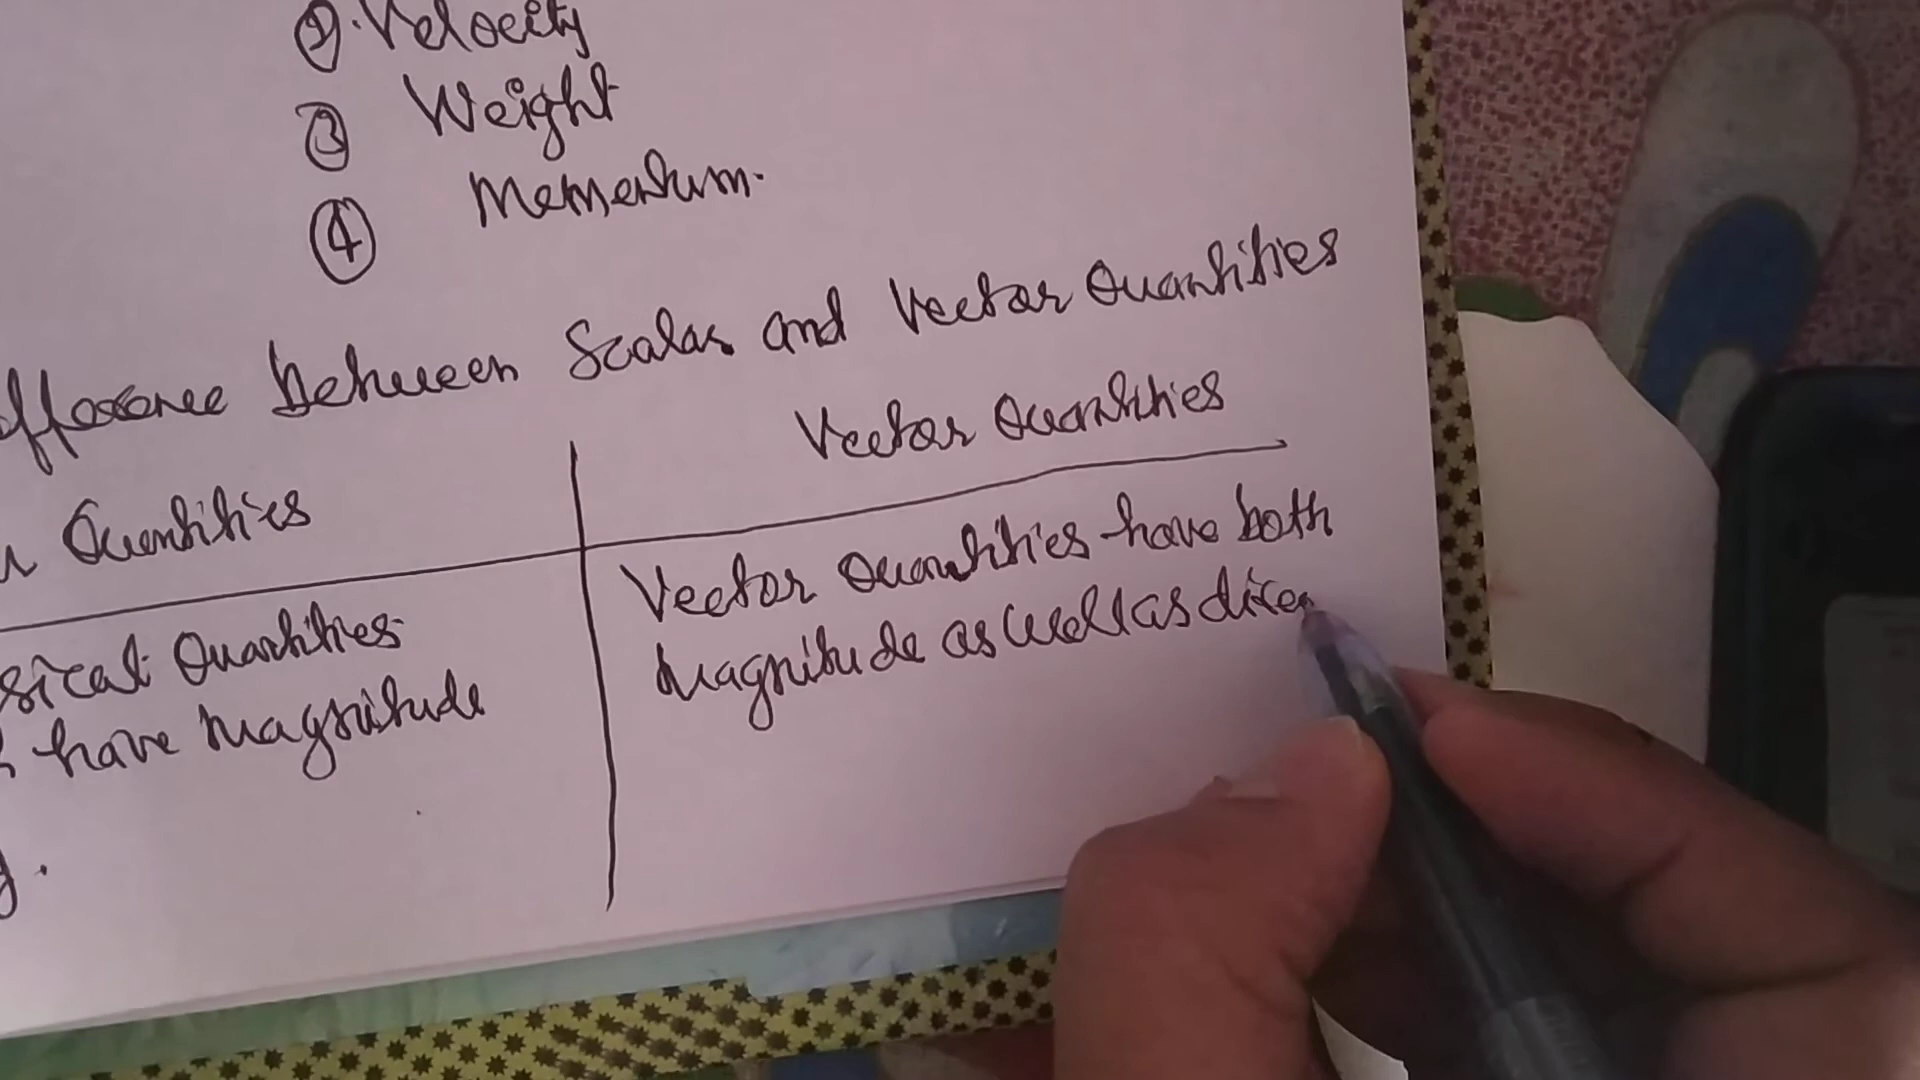 ②. Velocity
③ Weight
④ Momentum.
between Scalar and Vector Quantities
Quantities
Vector Quantities
Quantities
have magnitude
Vector Quantities have both
magnitude as well as